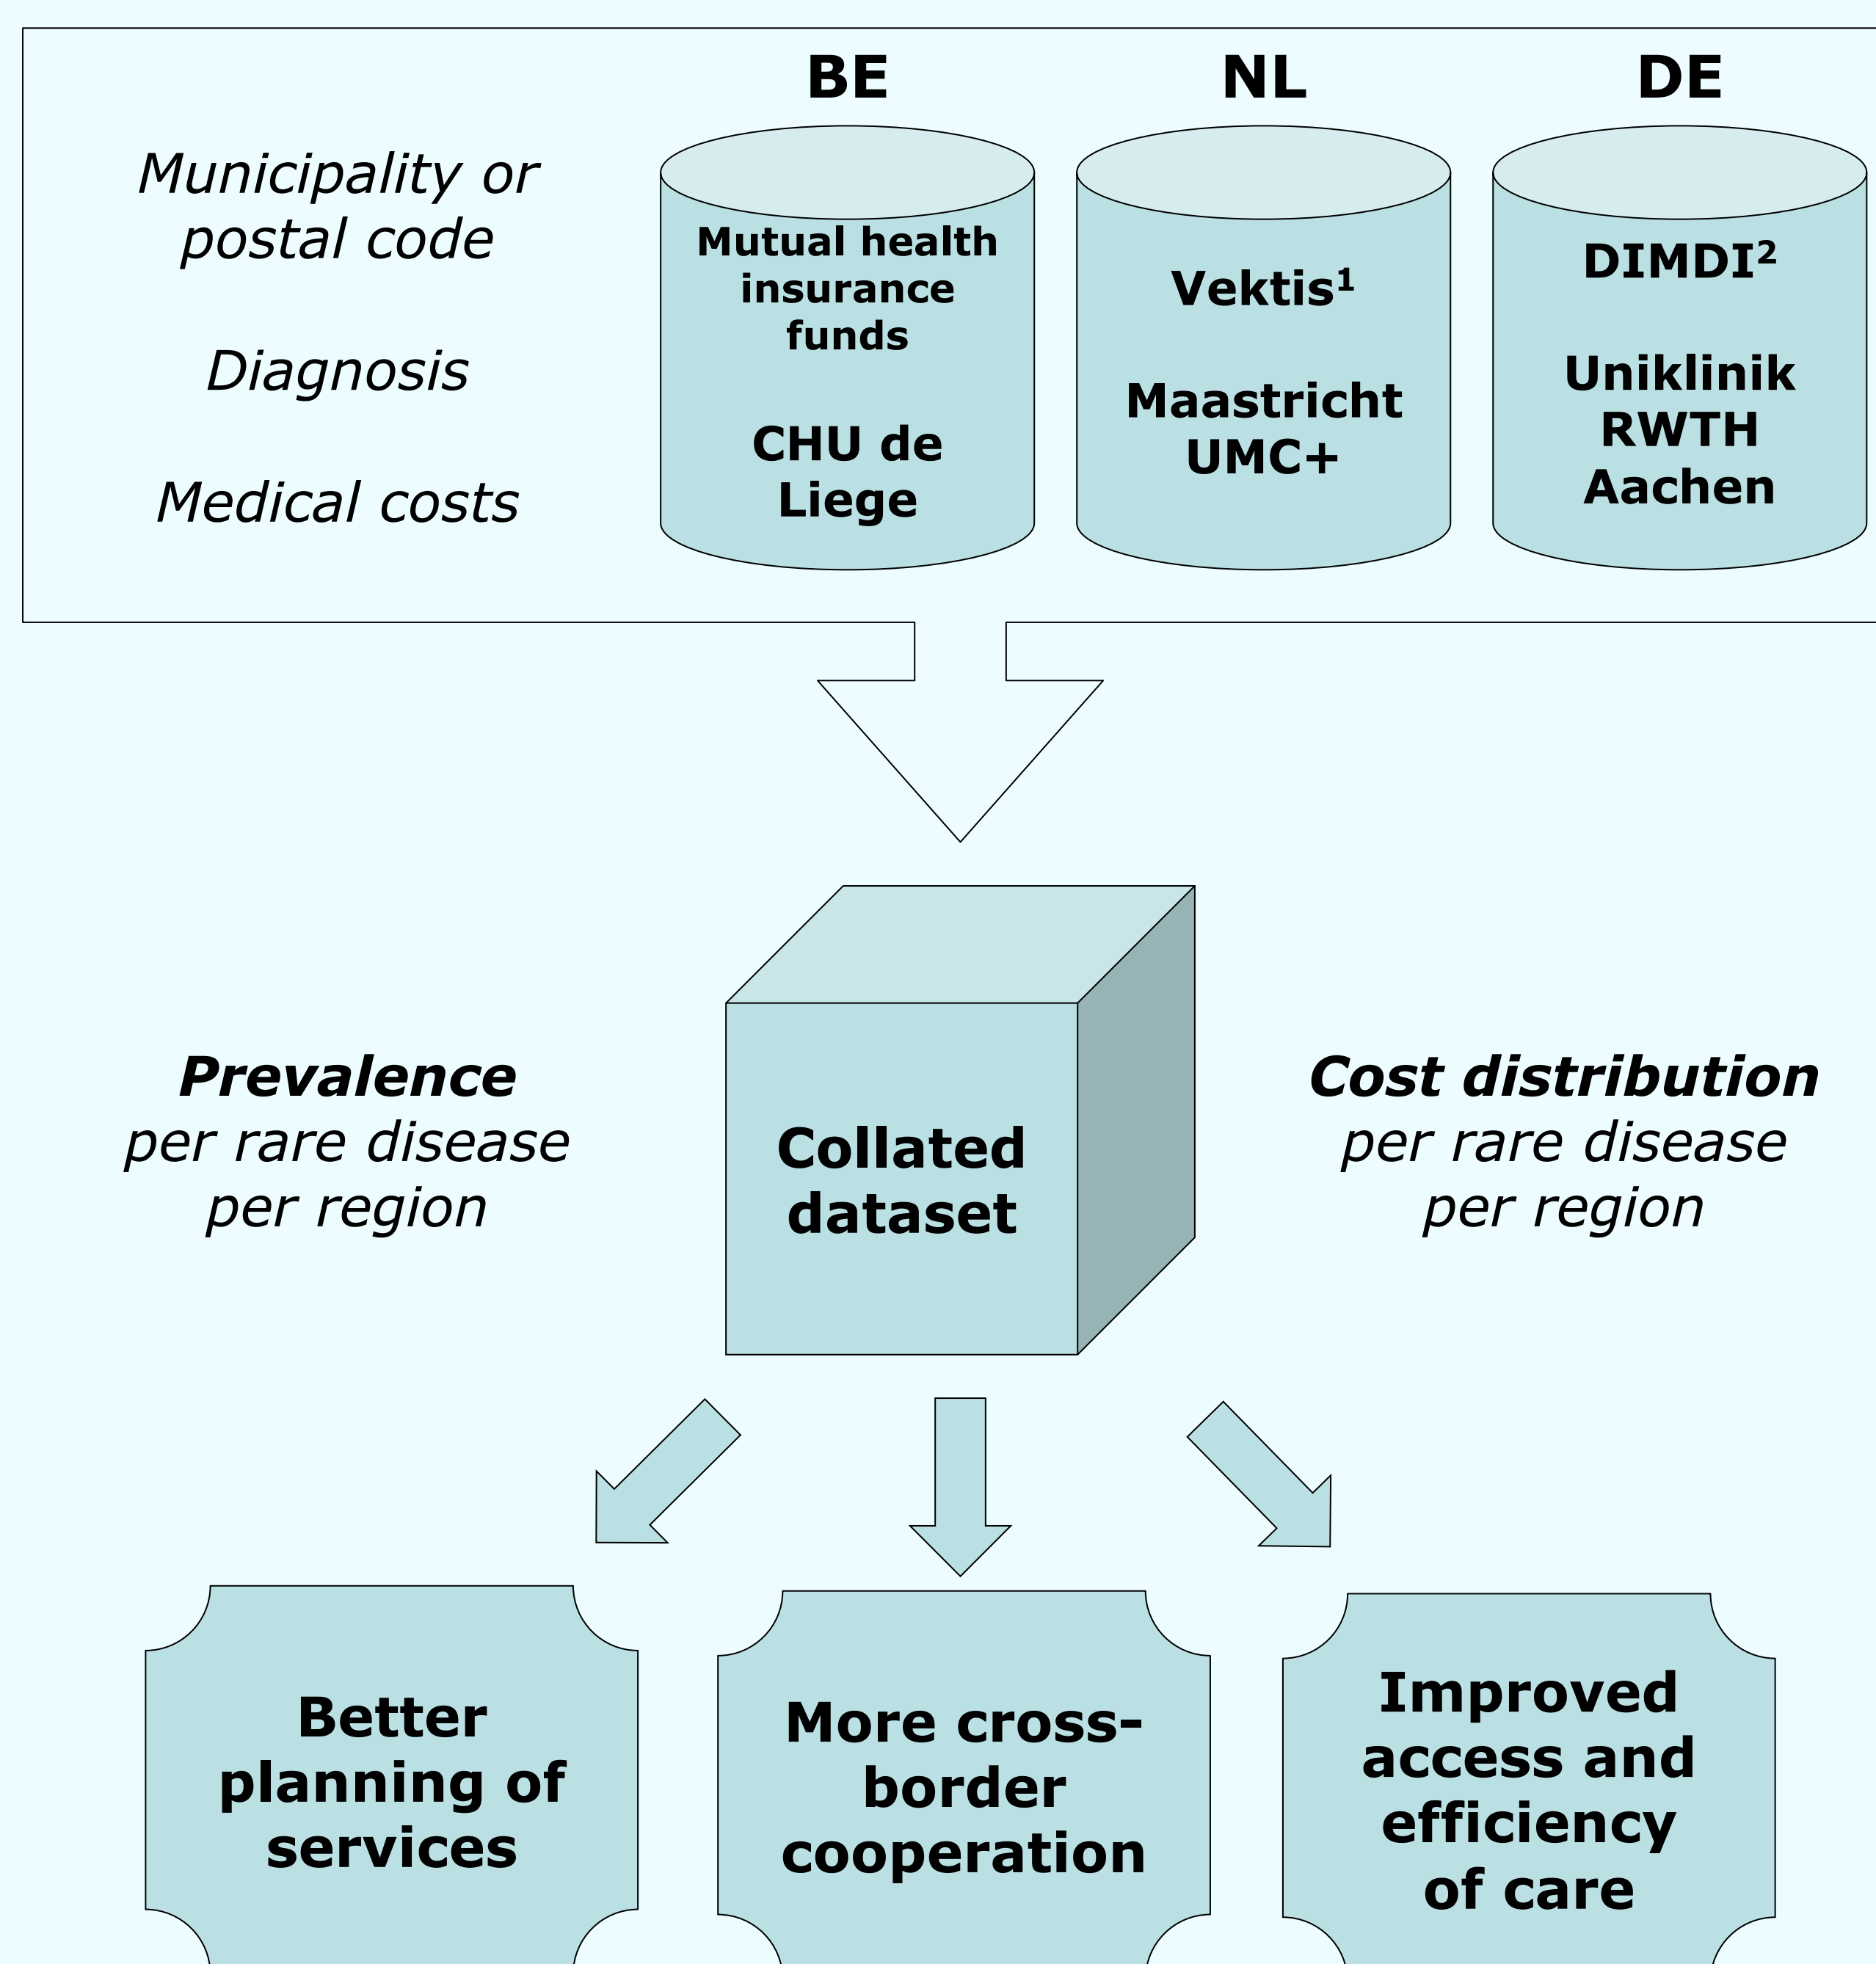 BE
NL
DE
Municipality or
postal code
Diagnosis
Medical costs
Mutual health
insurance
funds
CHU de
Liege
Vektis¹
Maastricht
UMC+
DIMDI²
Uniklinik
RWTH
Aachen
Prevalence
per rare disease
per region
Collated
dataset
Cost distribution
per rare disease
per region
Better
planning of
services
More cross-
border
cooperation
Improved
access and
efficiency
of care